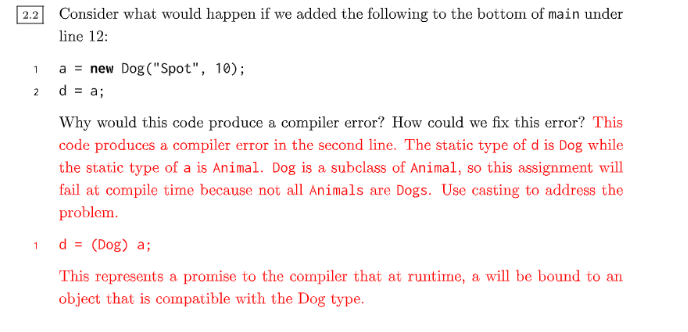 2.2 Consider what would happen if we added the following to the bottom of main under
line 12:
1 a = new Dog("Spot", 10);
2 d = a;
Why would this code produce a compiler error? How could we fix this error? This
code produces a compiler error in the second line. The static type of d is Dog while
the static type of a is Animal. Dog is a subclass of Animal, so this assignment will
fail at compile time because not all Animals are Dogs. Use casting to address the
problem.
1 d = (Dog) a;
This represents a promise to the compiler that at runtime, a will be bound to an
object that is compatible with the Dog type.